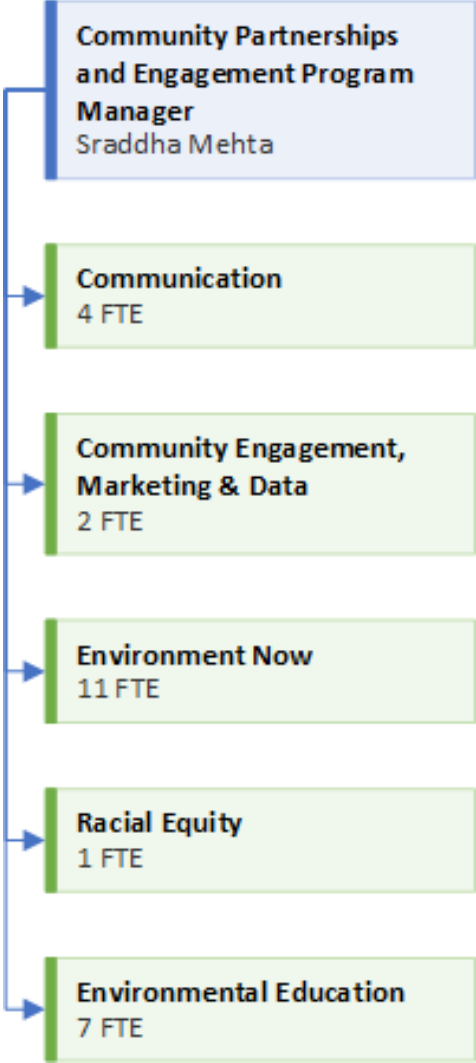 Community Partnerships
and Engagement Program
Manager
Sraddha Mehta
Communication
4 FTE
Community Engagement,
Marketing & Data
2 FTE
Environment Now
11 FTE
Racial Equity
1 FTE
Environmental Education
7 FTE